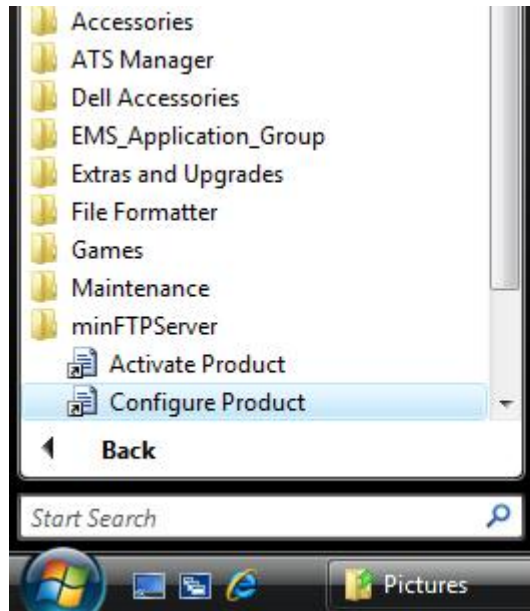 Accessories
ATS Manager
Dell Accessories
EMS_Application_Group
Extras and Upgrades
File Formatter
Games
Maintenance
minFTPServer
Activate Product
Configure Product
Back
Start Search
Pictures